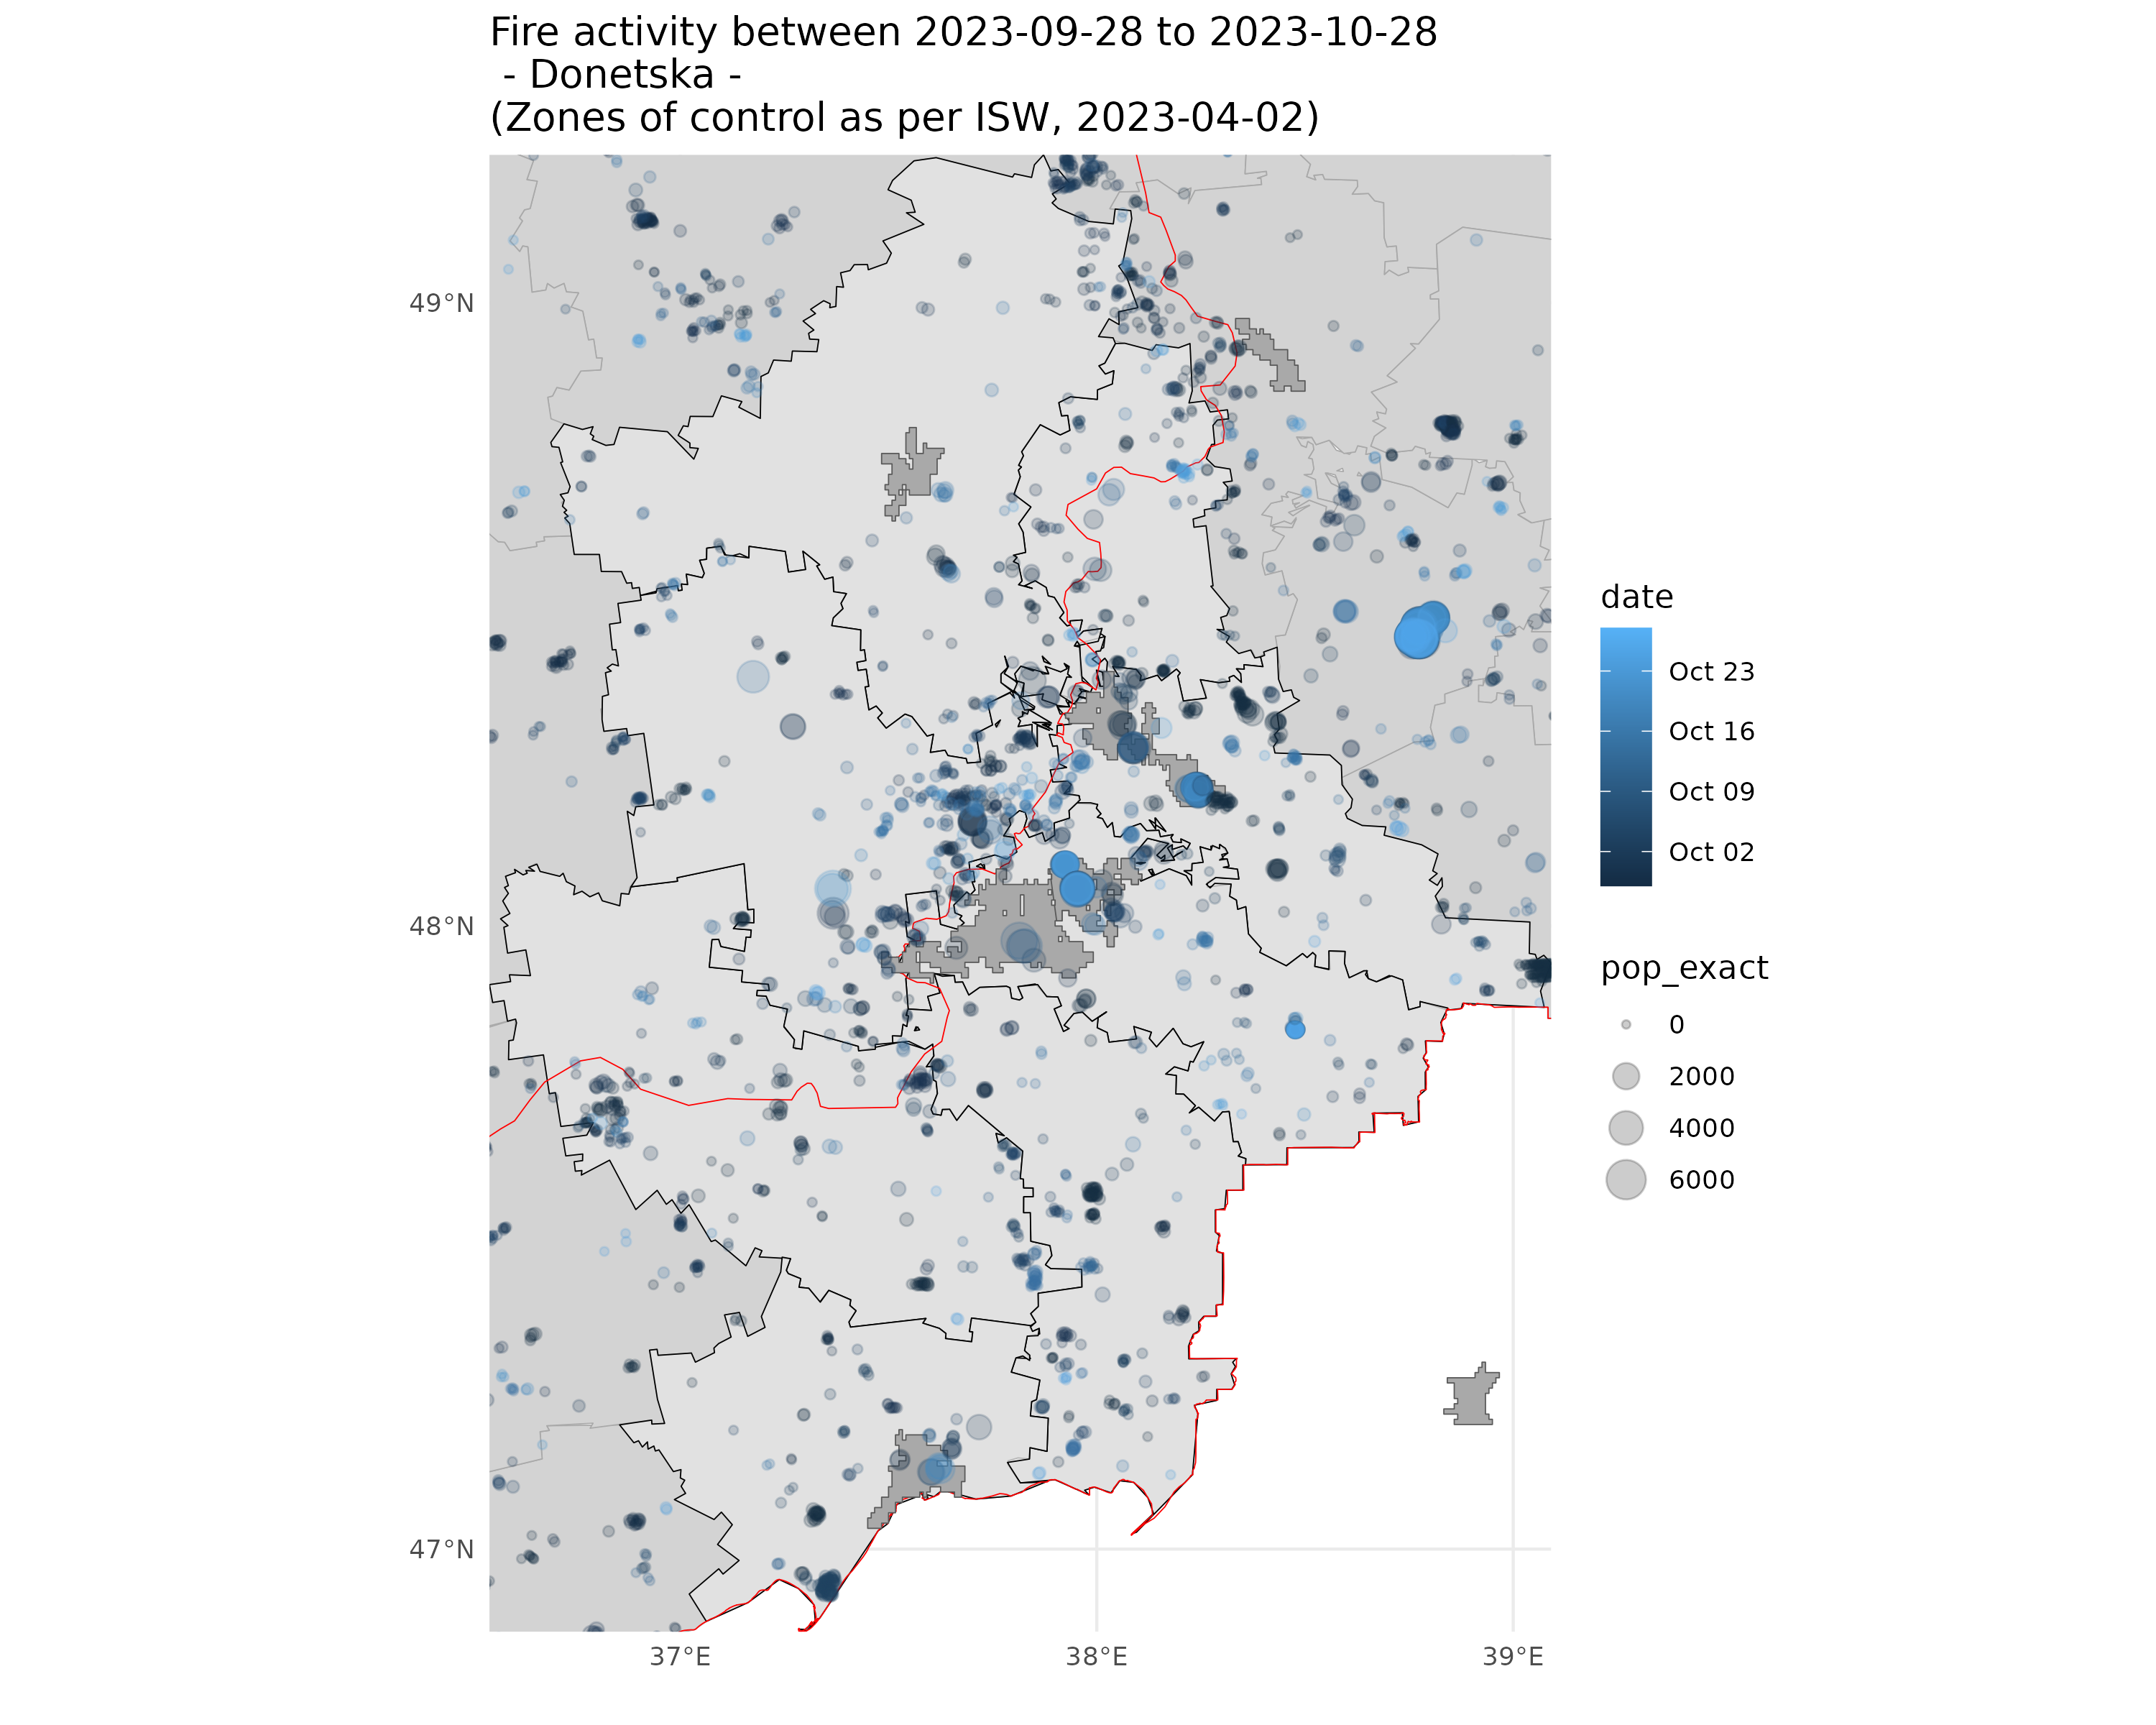 Fire activity between 2023-09-28 to 2023-10-28
- Donetska -
(Zones of control as per ISW, 2023-04-02)
49°N
48°N
47°N
37°E
38°E
39°E
date
Oct 23
Oct 16
Oct 09
Oct 02
pop_exact
0
2000
4000
6000